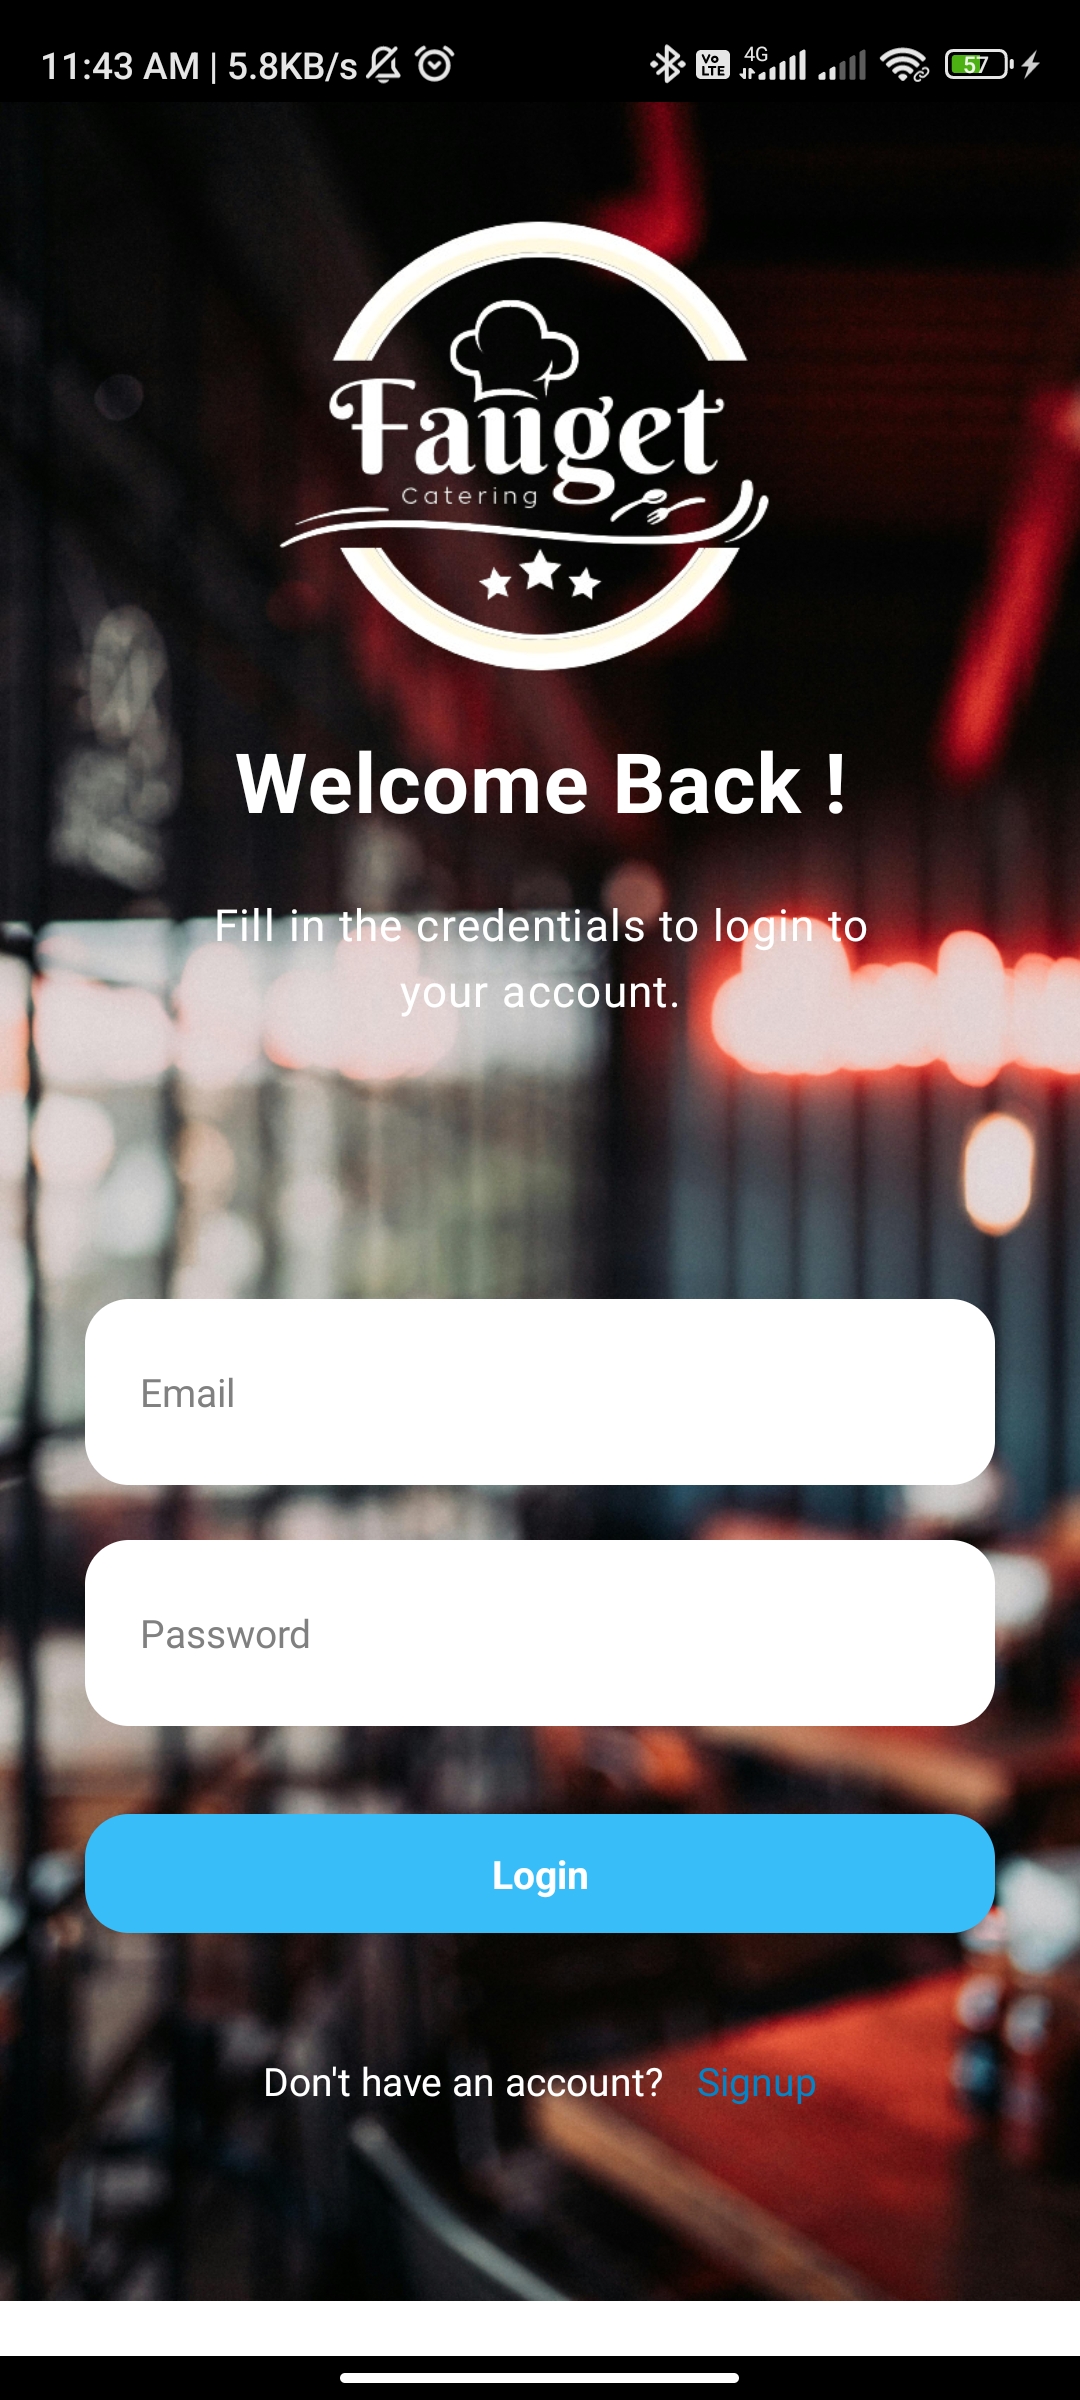 11:43 AM | 5.8KB/s
Vo LTE
4G
57
Fauget
Catering
Welcome Back !
Fill in the credentials to login to
your account.
Email
Password
Login
Don't have an account? Signup